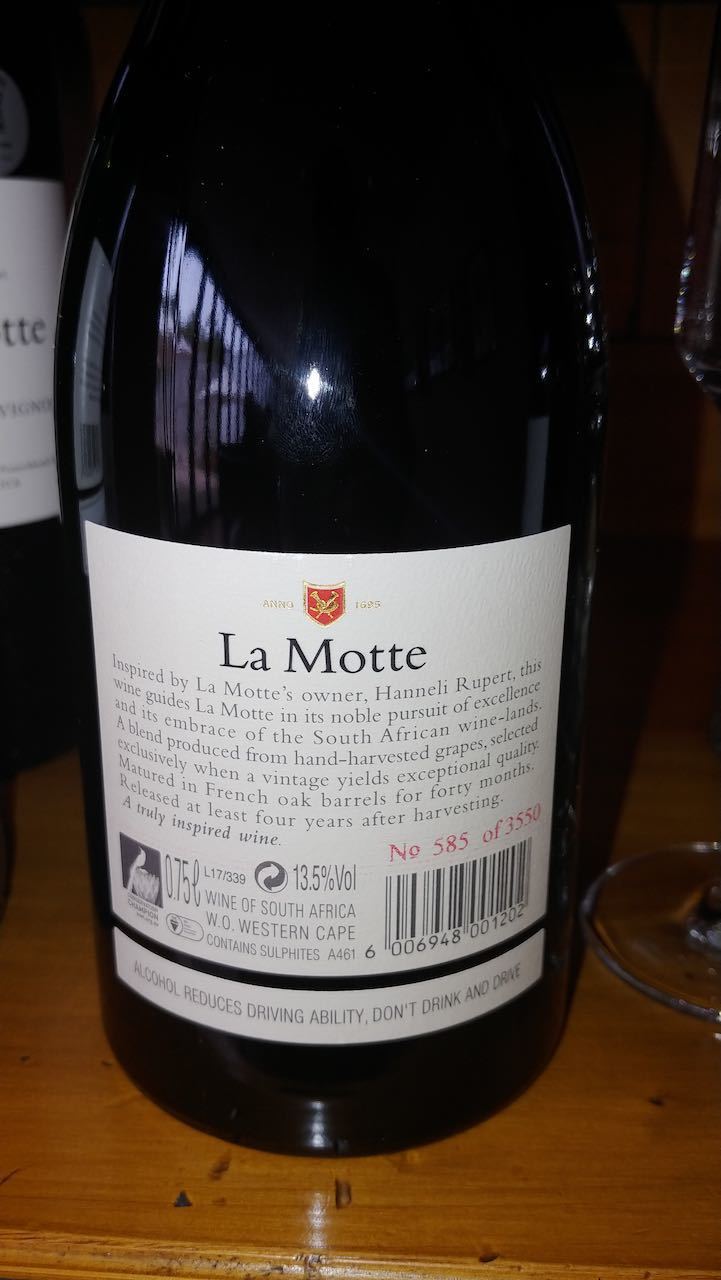 tte
ANNO 1695
La Motte
Inspired by La Motte's owner, Hanneli Rupert, this
wine guides La Motte in its noble pursuit of excellence
and its embrace of the South African wine-lands.
A blend produced from hand-harvested grapes, selected
exclusively when a vintage yields exceptional quality.
Matured in French oak barrels for forty months.
Released at least four years after harvesting.
A truly inspired wine.
No 585 of 3550
0.75ℓ L17/339 13.5%Vol
WINE OF SOUTH AFRICA
W.O. WESTERN CAPE
CONTAINS SULPHITES A461
CHAMPION
6 006948 001202
ALCOHOL REDUCES DRIVING ABILITY, DON'T DRINK AND DRIVE